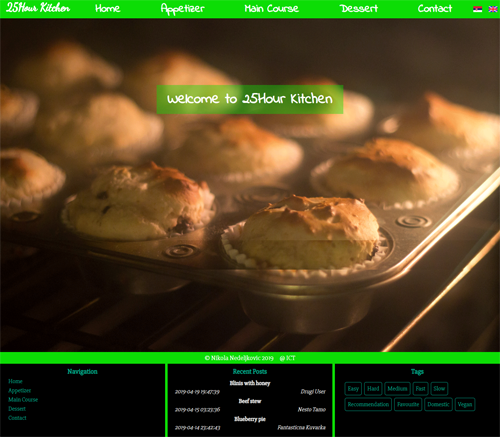 25Hour Kitchen Home Appetizer Main Course Dessert Contact
Welcome to 25Hour Kitchen
© Nikola Nedeljkovic 2019 @ ICT
Navigation
Home
Appetizer
Main Course
Dessert
Contact
Recent Posts
Blinis with honey
2019-04-19 19:47:39 Drugi User
Beef stew
2019-04-15 03:23:36 Nesto Tamo
Blueberry pie
2019-04-14 23:42:43 Fantasticna Kuvarka
Tags
Easy Hard Medium Fast Slow
Recommendation Favourite Domestic Vegan